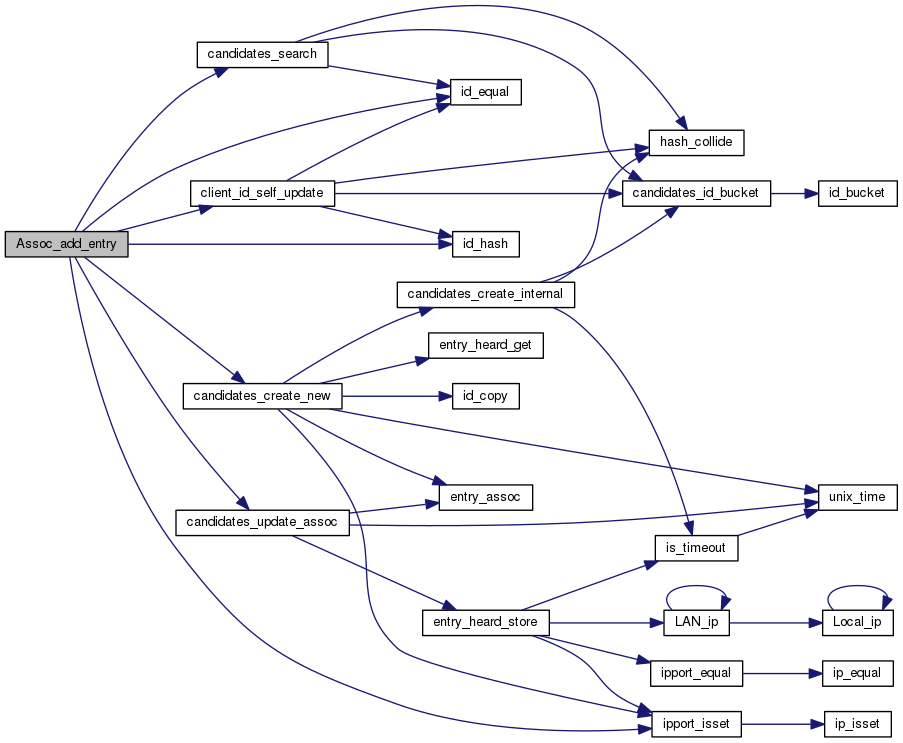 candidates_search
id_equal
hash_collide
client_id_self_update
candidates_id_bucket
id_bucket
Assoc_add_entry
id_hash
candidates_create_internal
entry_heard_get
candidates_create_new
id_copy
entry_assoc
unix_time
candidates_update_assoc
is_timeout
entry_heard_store
LAN_ip
Local_ip
ipport_equal
ip_equal
ipport_isset
ip_isset